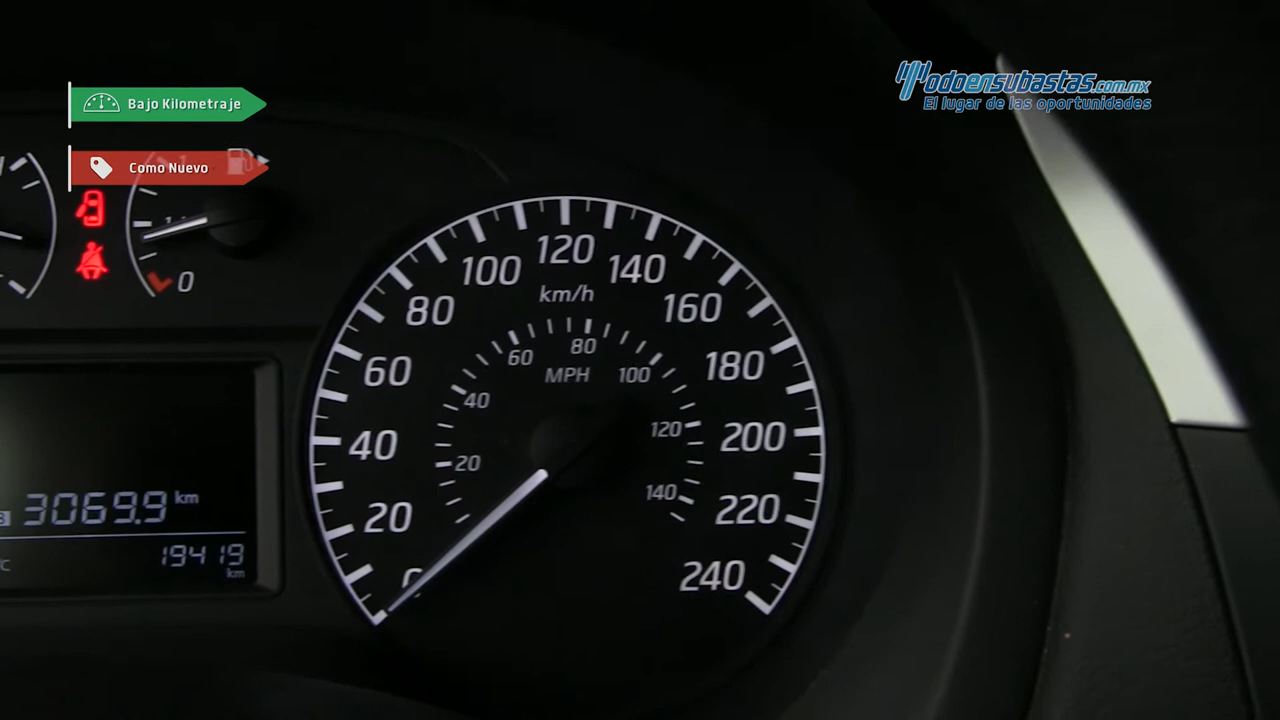 Bajo Kilometraje
Como Nuevo
Todoensubastas.com.mx
El lugar de las oportunidades
0
120
100
140
km/h
80
160
80
60
MPH
100
180
60
40
120
200
40
20
140
220
20
240
3069.9 km
19419
km